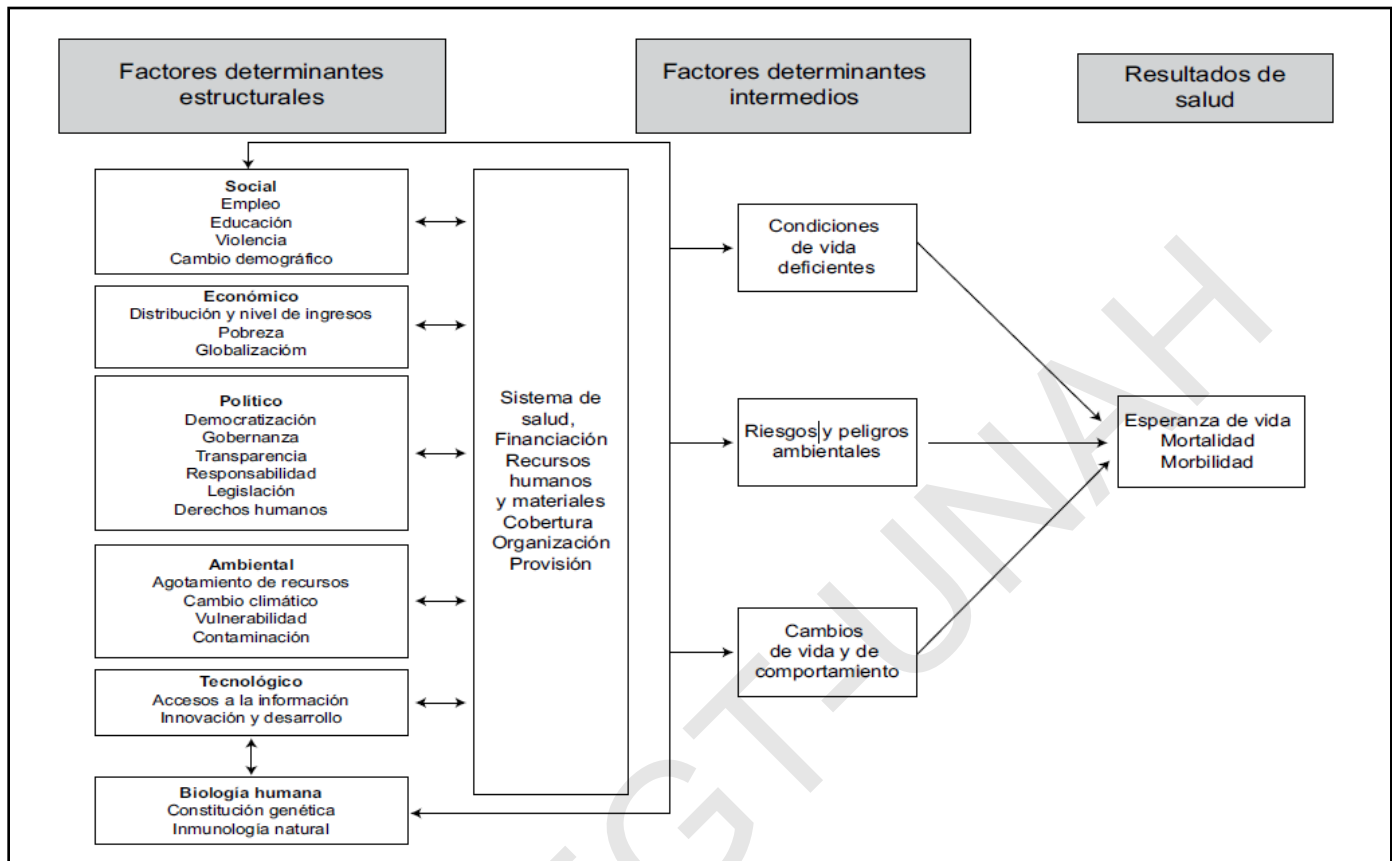 Factores determinantes
estructurales
Factores determinantes
intermedios
Resultados de
salud
Social
Empleo
Educación
Violencia
Cambio demográfico
Económico
Distribución y nivel de ingresos
Pobreza
Globalizacióm
Político
Democratización
Gobernanza
Transparencia
Responsabilidad
Legislación
Derechos humanos
Ambiental
Agotamiento de recursos
Cambio climático
Vulnerabilidad
Contaminación
Tecnológico
Accesos a la información
Innovación y desarrollo
Biología humana
Constitución genética
Inmunología natural
Sistema de
salud,
Financiación
Recursos
humanos
y materiales
Cobertura
Organización
Provisión
Condiciones
de vida
deficientes
Riesgos y peligros
ambientales
Cambios
de vida y de
comportamiento
Esperanza de vida
Mortalidad
Morbilidad
GT-UNAH